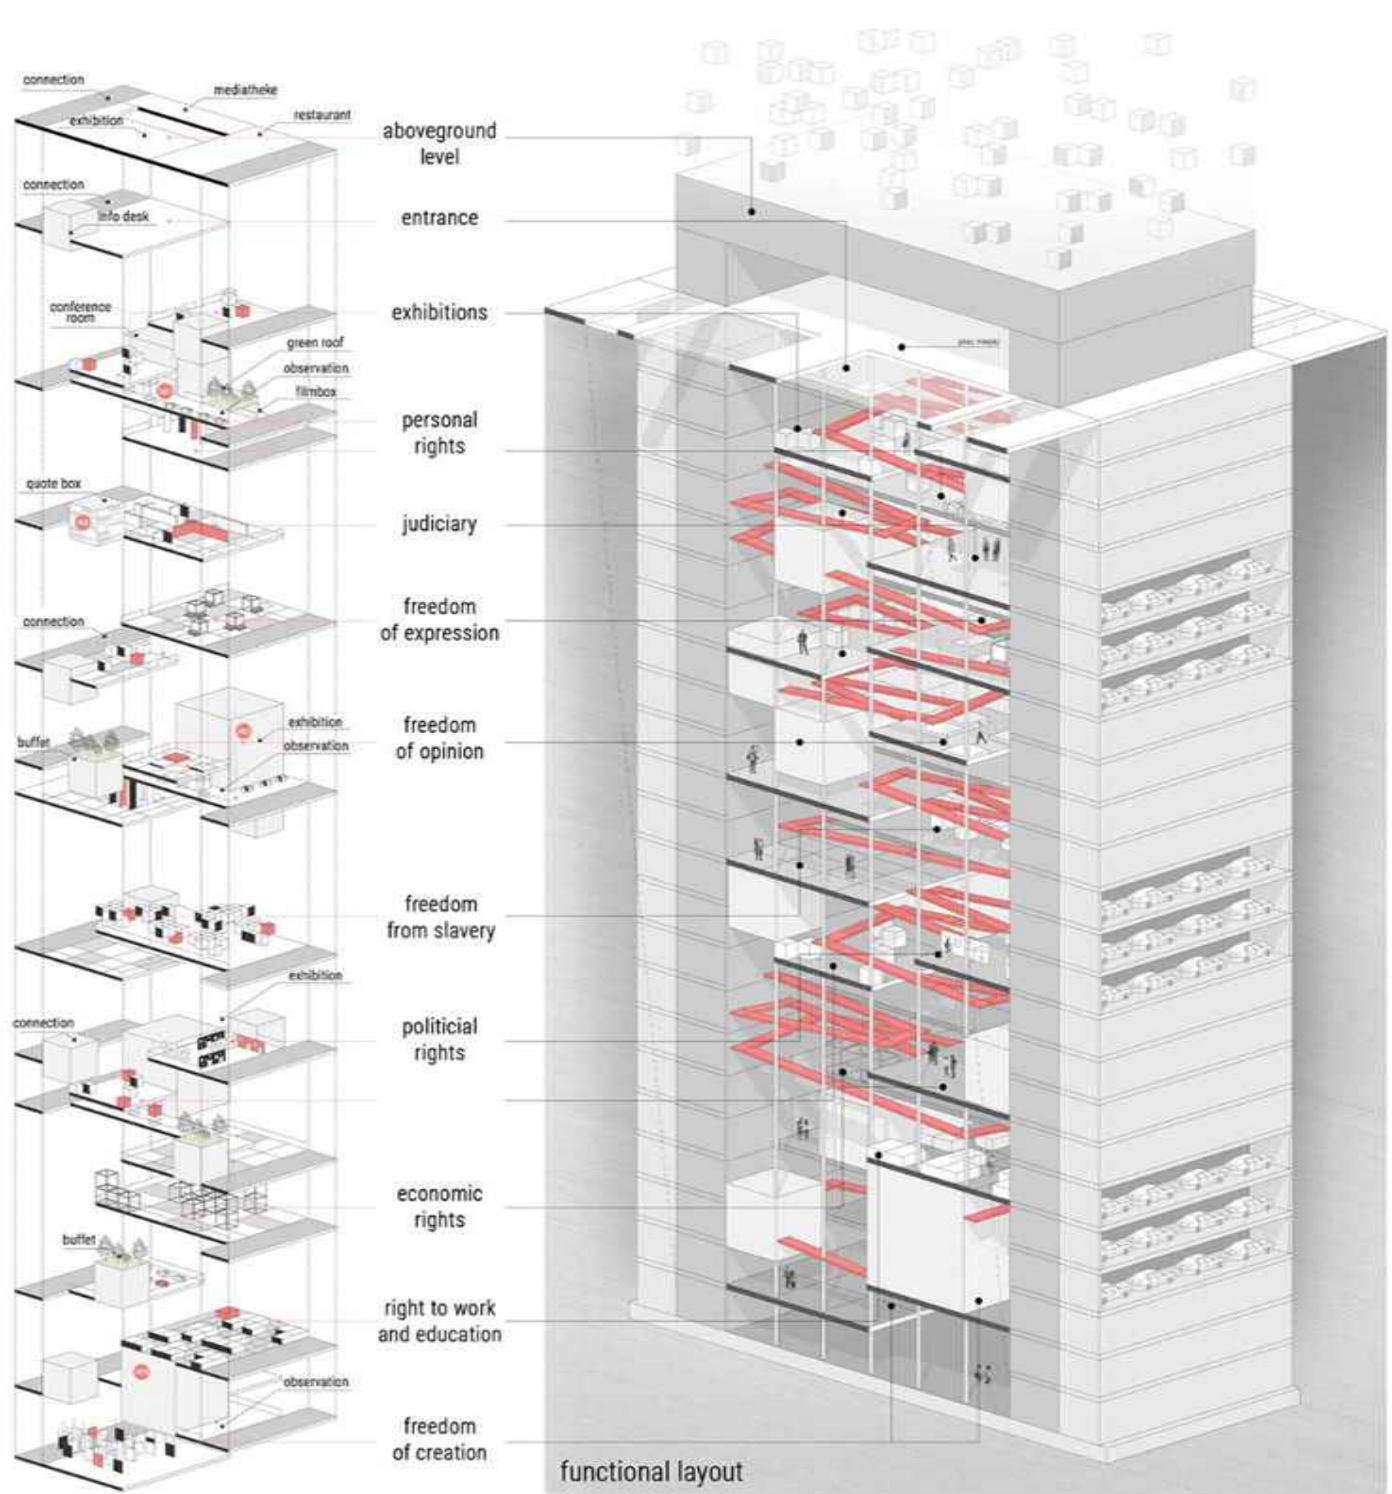 connection
mediatheke
exhibition
restaurant
aboveground
level
connection
info desk
entrance
conference
room
exhibitions
green roof
observation
filmbox
personal
rights
quote box
judiciary
freedom
of expression
connection
freedom
of opinion
exhibition
observation
buffet
freedom
from slavery
exhibition
connection
politicial
rights
economic
rights
buffet
right to work
and education
observation
freedom
of creation
functional layout